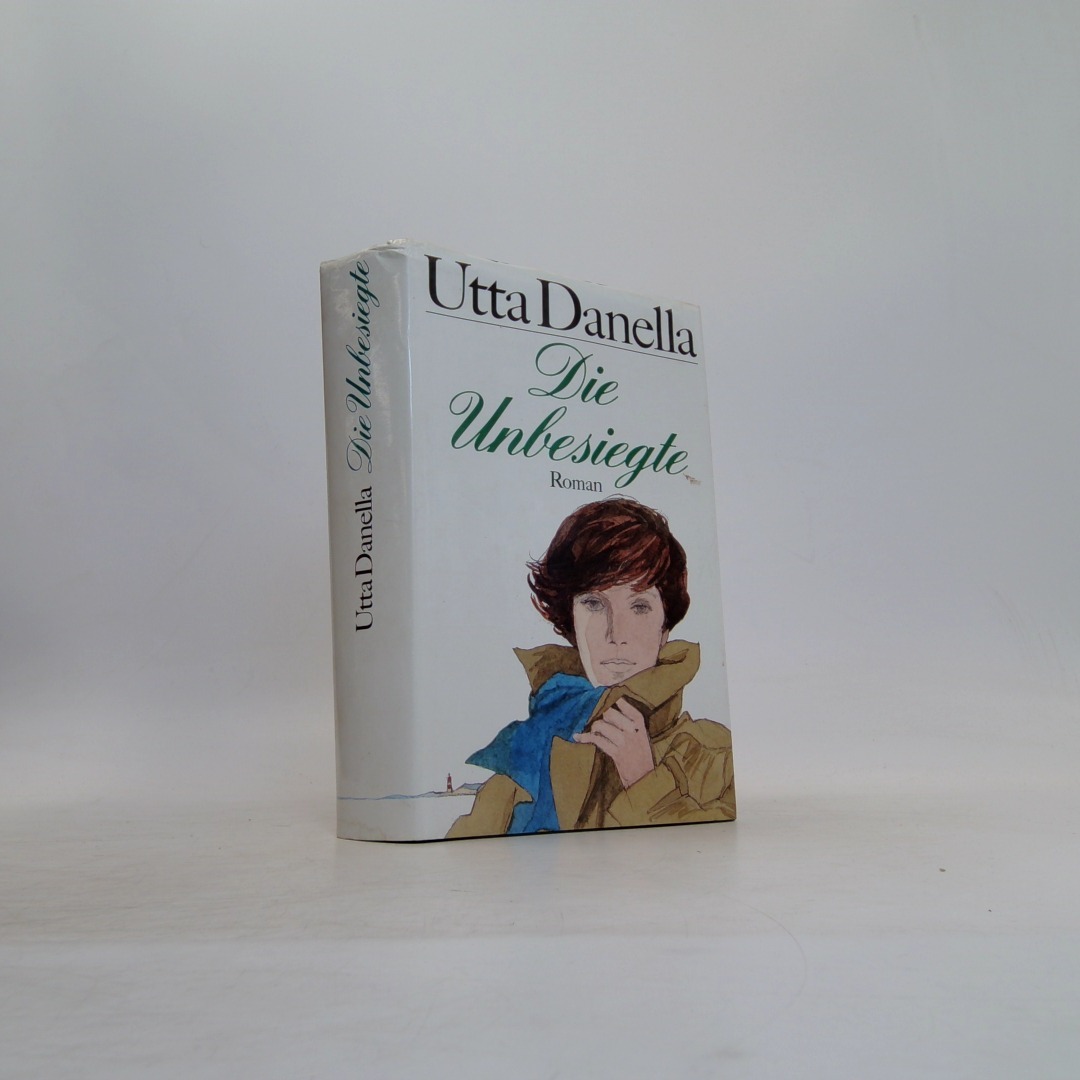 Utta Danella
Die
Unbesiegte
Roman
Utta Danella Die Unbesiegte